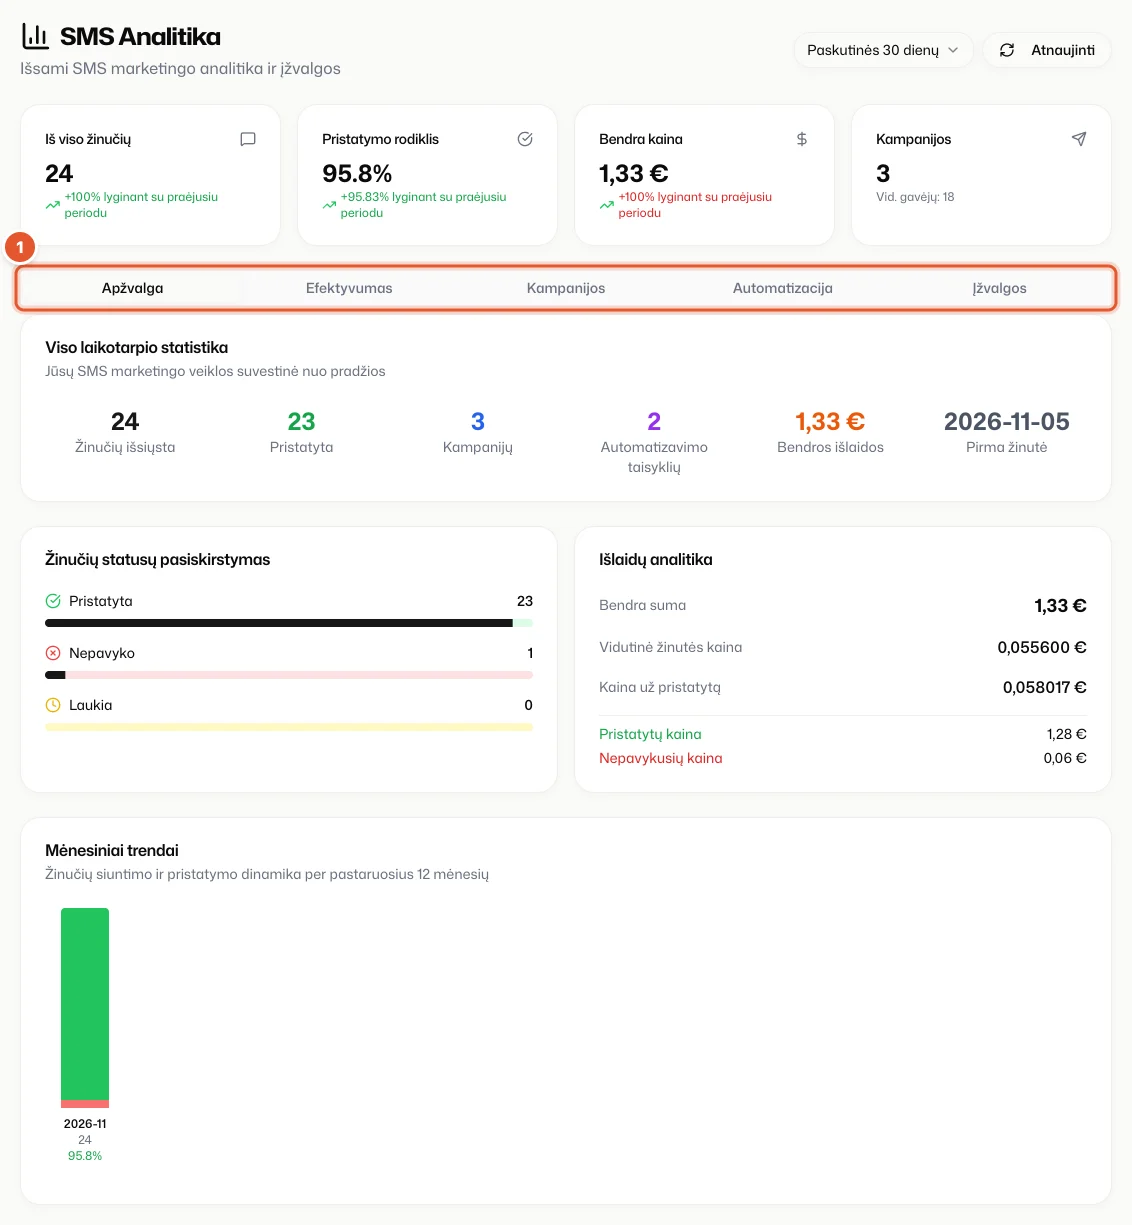 SMS Analitika
Išsami SMS marketingo analitika ir įžvalgos
Paskutinės 30 dienų
Atnaujinti
Iš viso žinučių
24
+100% lyginant su praėjusiu
periodu
Pristatymo rodiklis
95.8%
+95.83% lyginant su praėjusiu
periodu
Bendra kaina
1,33 €
+100% lyginant su praėjusiu
periodu
Kampanijos
3
Vid. gavėjų: 18
1
Apžvalga
Efektyvumas
Kampanijos
Automatizacija
Įžvalgos
Viso laikotarpio statistika
Jūsų SMS marketingo veiklos suvestinė nuo pradžios
24
Žinučių išsiųsta
23
Pristatyta
3
Kampanijų
2
Automatizavimo
taisyklių
1,33 €
Bendros išlaidos
2026-11-05
Pirma žinutė
Žinučių statusų pasiskirstymas
Pristatyta 23
Nepavyko 1
Laukia 0
Išlaidų analitika
Bendra suma 1,33 €
Vidutinė žinutės kaina 0,055600 €
Kaina už pristatytą 0,058017 €
Pristatytų kaina 1,28 €
Nepavykusių kaina 0,06 €
Mėnesiniai trendai
Žinučių siuntimo ir pristatymo dinamika per pastaruosius 12 mėnesių
2026-11
24
95.8%